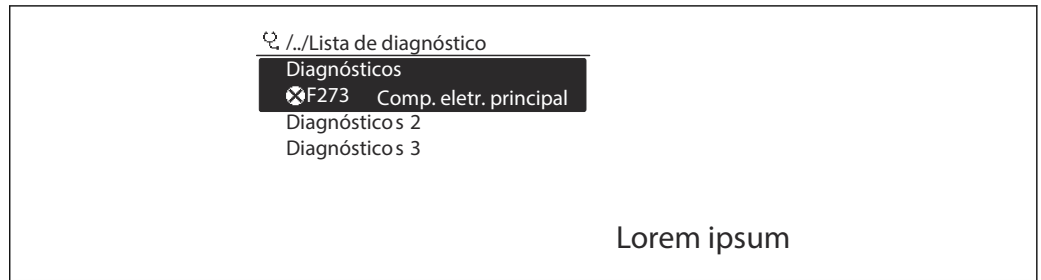 /../Lista de diagnóstico
Diagnósticos
F273 Comp. eletr. principal
Diagnósticos 2
Diagnósticos 3
Lorem ipsum